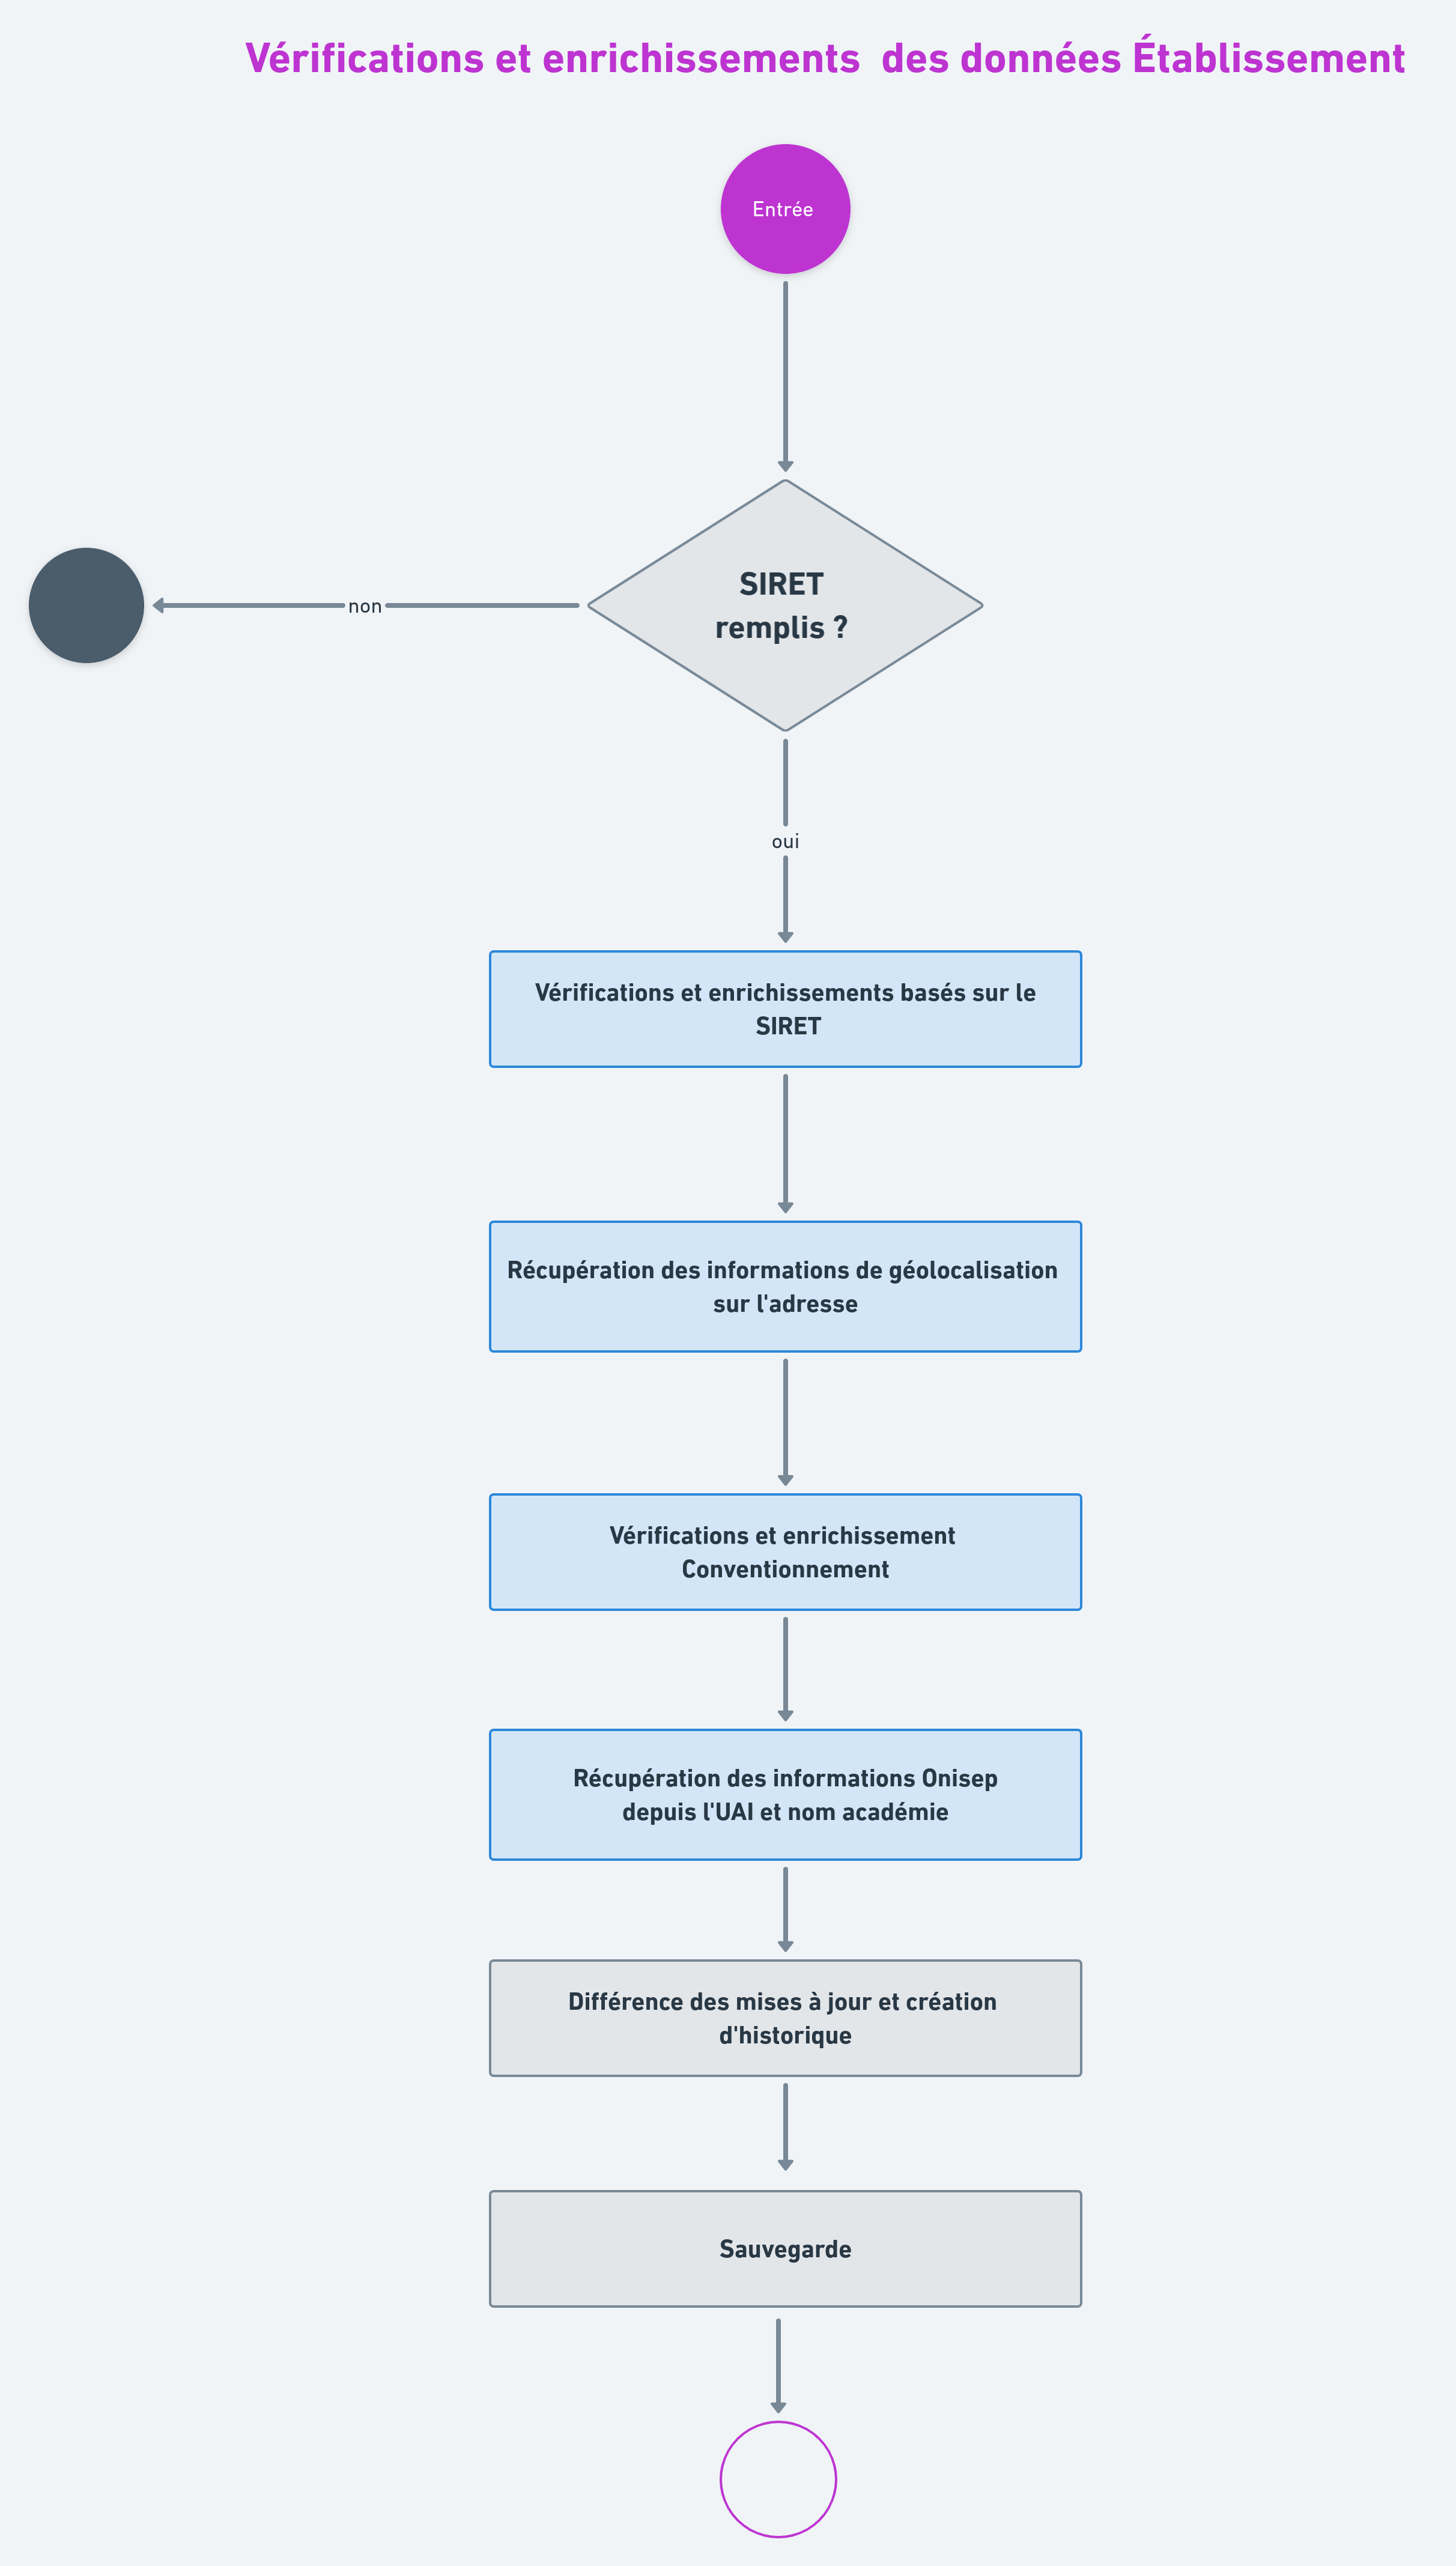 Vérifications et enrichissements  des données Établissement
Entrée
SIRET
remplis ?
non
oui
Vérifications et enrichissements basés sur le
SIRET
Récupération des informations de géolocalisation
sur l'adresse
Vérifications et enrichissement
Conventionnement
Récupération des informations Onisep
depuis l'UAI et nom académie
Différence des mises à jour et création
d'historique
Sauvegarde